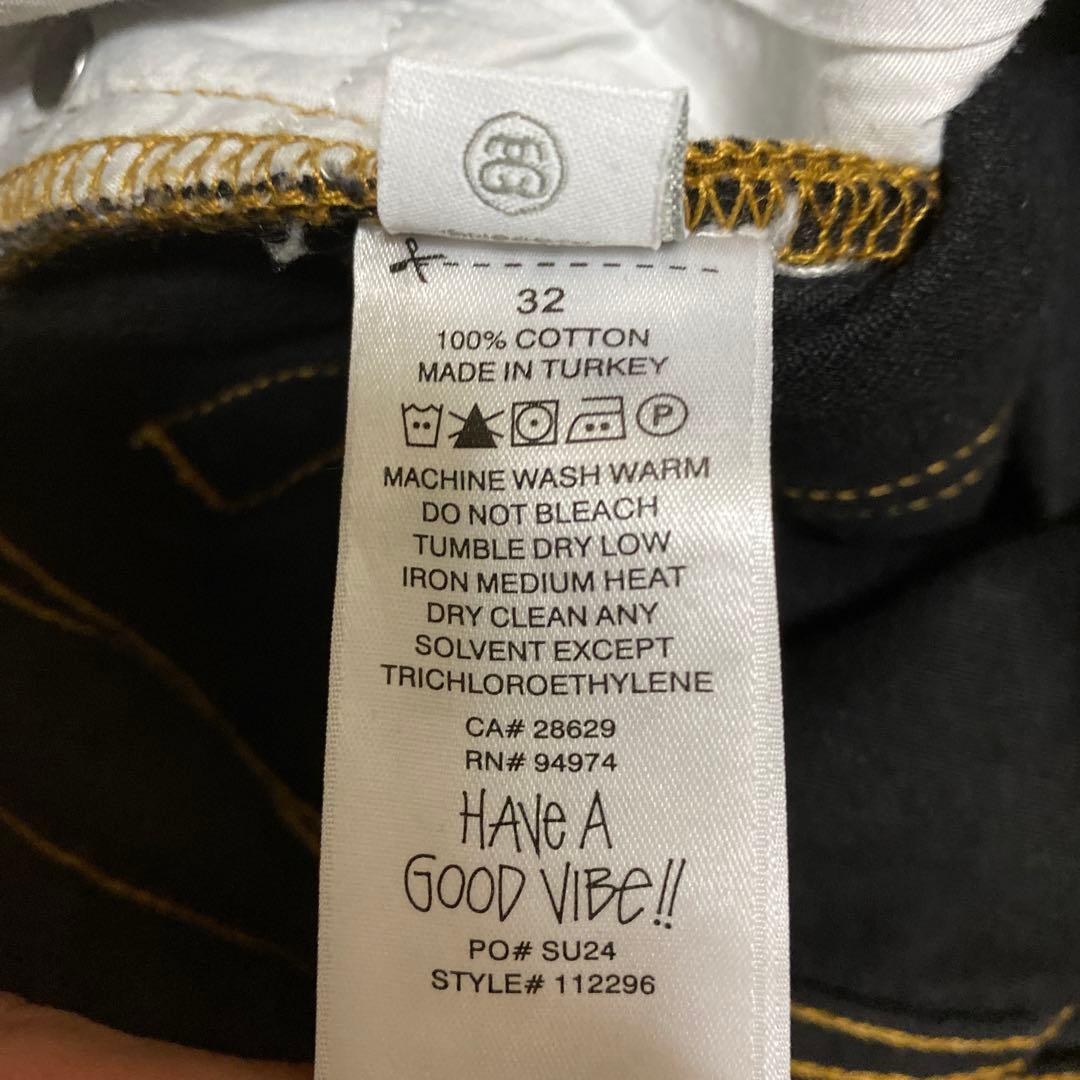 32
100% COTTON
MADE IN TURKEY
P
MACHINE WASH WARM
DO NOT BLEACH
TUMBLE DRY LOW
IRON MEDIUM HEAT
DRY CLEAN ANY
SOLVENT EXCEPT
TRICHLOROETHYLENE
CA# 28629
RN# 94974
HAVe A
GOOD VIBe!!
PO# SU24
STYLE# 112296